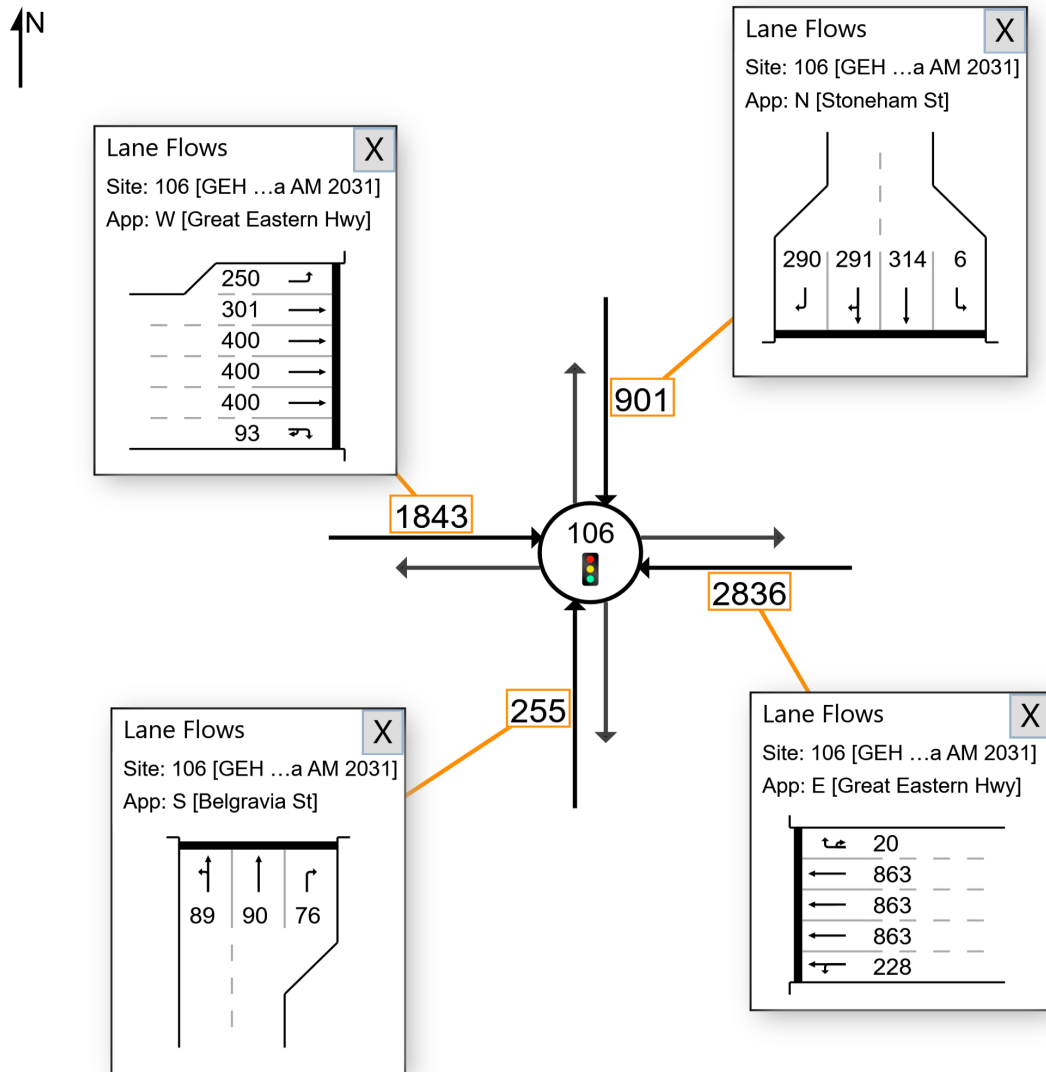 N
Lane Flows X
Site: 106 [GEH ...a AM 2031]
App: N [Stoneham St]
290 291 314 6
Lane Flows X
Site: 106 [GEH ...a AM 2031]
App: W [Great Eastern Hwy]
250
301
400
400
400
93
901
1843
106
2836
255
Lane Flows X
Site: 106 [GEH ...a AM 2031]
App: S [Belgravia St]
89 90 76
Lane Flows X
Site: 106 [GEH ...a AM 2031]
App: E [Great Eastern Hwy]
20
863
863
863
228